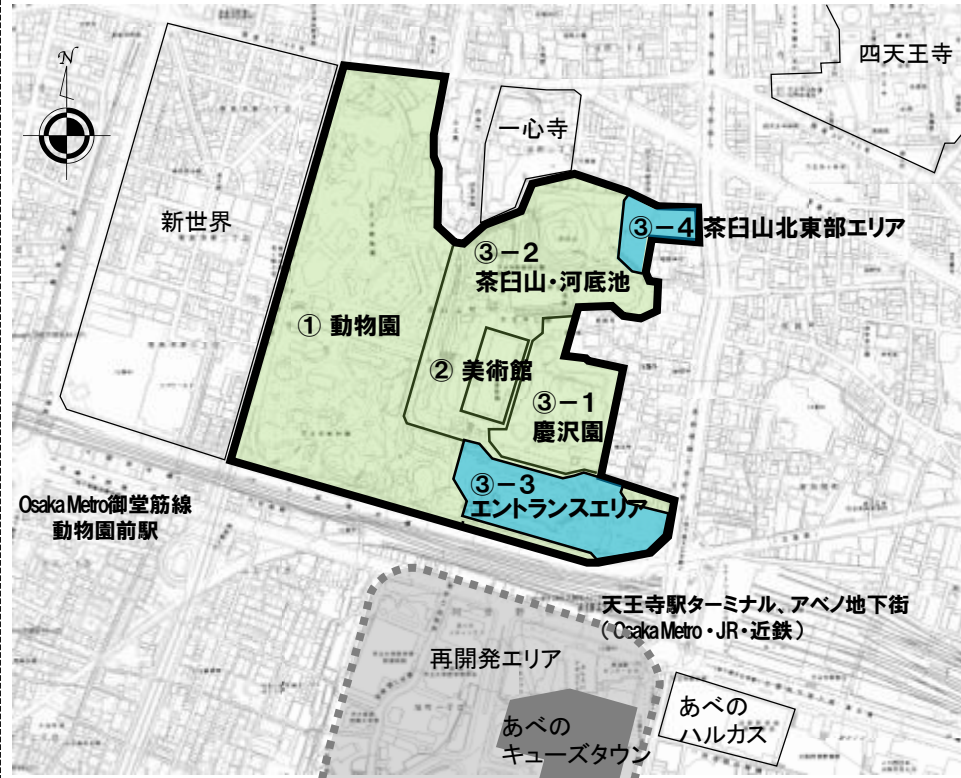 N
四天王寺
一心寺
新世界
③－4 茶臼山北東部エリア
③－2
茶臼山・河底池
① 動物園
② 美術館
③－1
慶沢園
③－3
エントランスエリア
Osaka Metro御堂筋線
動物園前駅
天王寺駅ターミナル、アベノ地下街
（Osaka Metro・JR・近鉄）
再開発エリア
あべの
キューズタウン
あべの
ハルカス